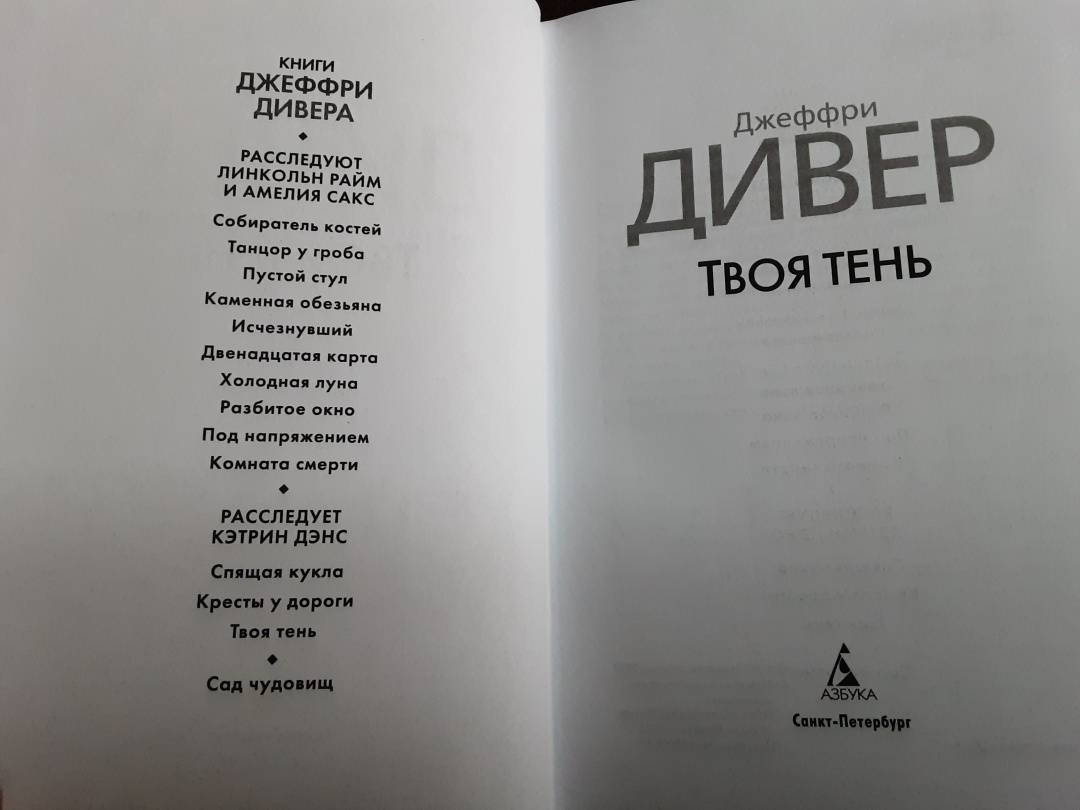 КНИГИ
ДЖЕФФРИ
ДИВЕРА
РАССЛЕДУЮТ
ЛИНКОЛЬН РАЙМ
И АМЕЛИЯ САКС
Собиратель костей
Танцор у гроба
Пустой стул
Каменная обезьяна
Исчезнувший
Двенадцатая карта
Холодная луна
Разбитое окно
Под напряжением
Комната смерти
РАССЛЕДУЕТ
КЭТРИН ДЭНС
Спящая кукла
Кресты у дороги
Твоя тень
Сад чудовищ
Джеффри
ДИВЕР
ТВОЯ ТЕНЬ
АЗБУКА
Санкт-Петербург